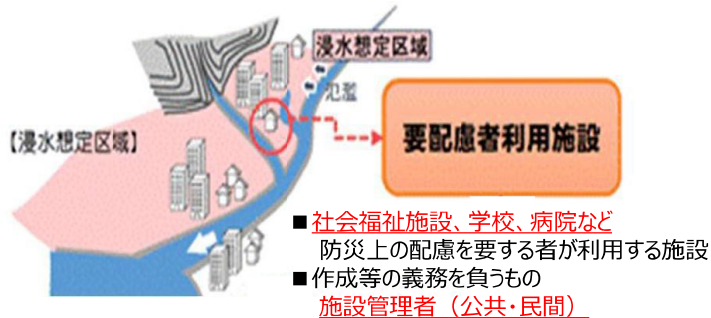 浸水想定区域
氾濫
【浸水想定区域】
要配慮者利用施設
■社会福祉施設、学校、病院など
防災上の配慮を要する者が利用する施設
■作成等の義務を負うもの
施設管理者（公共・民間）